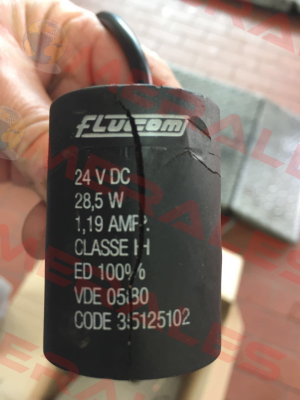 FLUCOM
24 V DC
28,5 W
1,19 AMP.
CLASSE H
ED 100%
VDE 0580
CODE 35125102